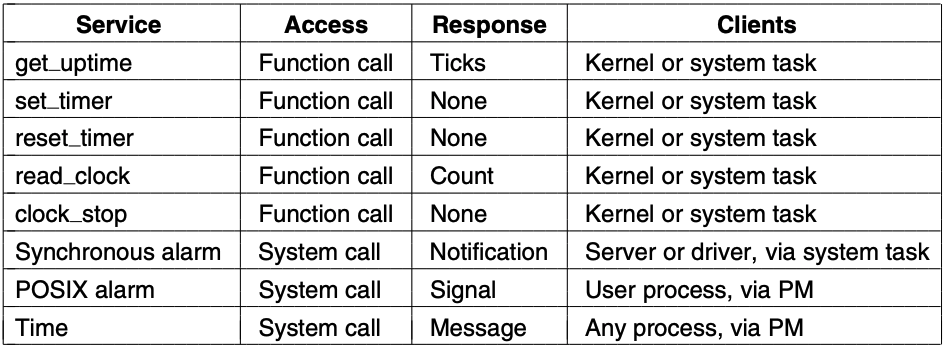 Service Access Response Clients
get_uptime Function call Ticks Kernel or system task
set_timer Function call None Kernel or system task
reset_timer Function call None Kernel or system task
read_clock Function call Count Kernel or system task
clock_stop Function call None Kernel or system task
Synchronous alarm System call Notification Server or driver, via system task
POSIX alarm System call Signal User process, via PM
Time System call Message Any process, via PM